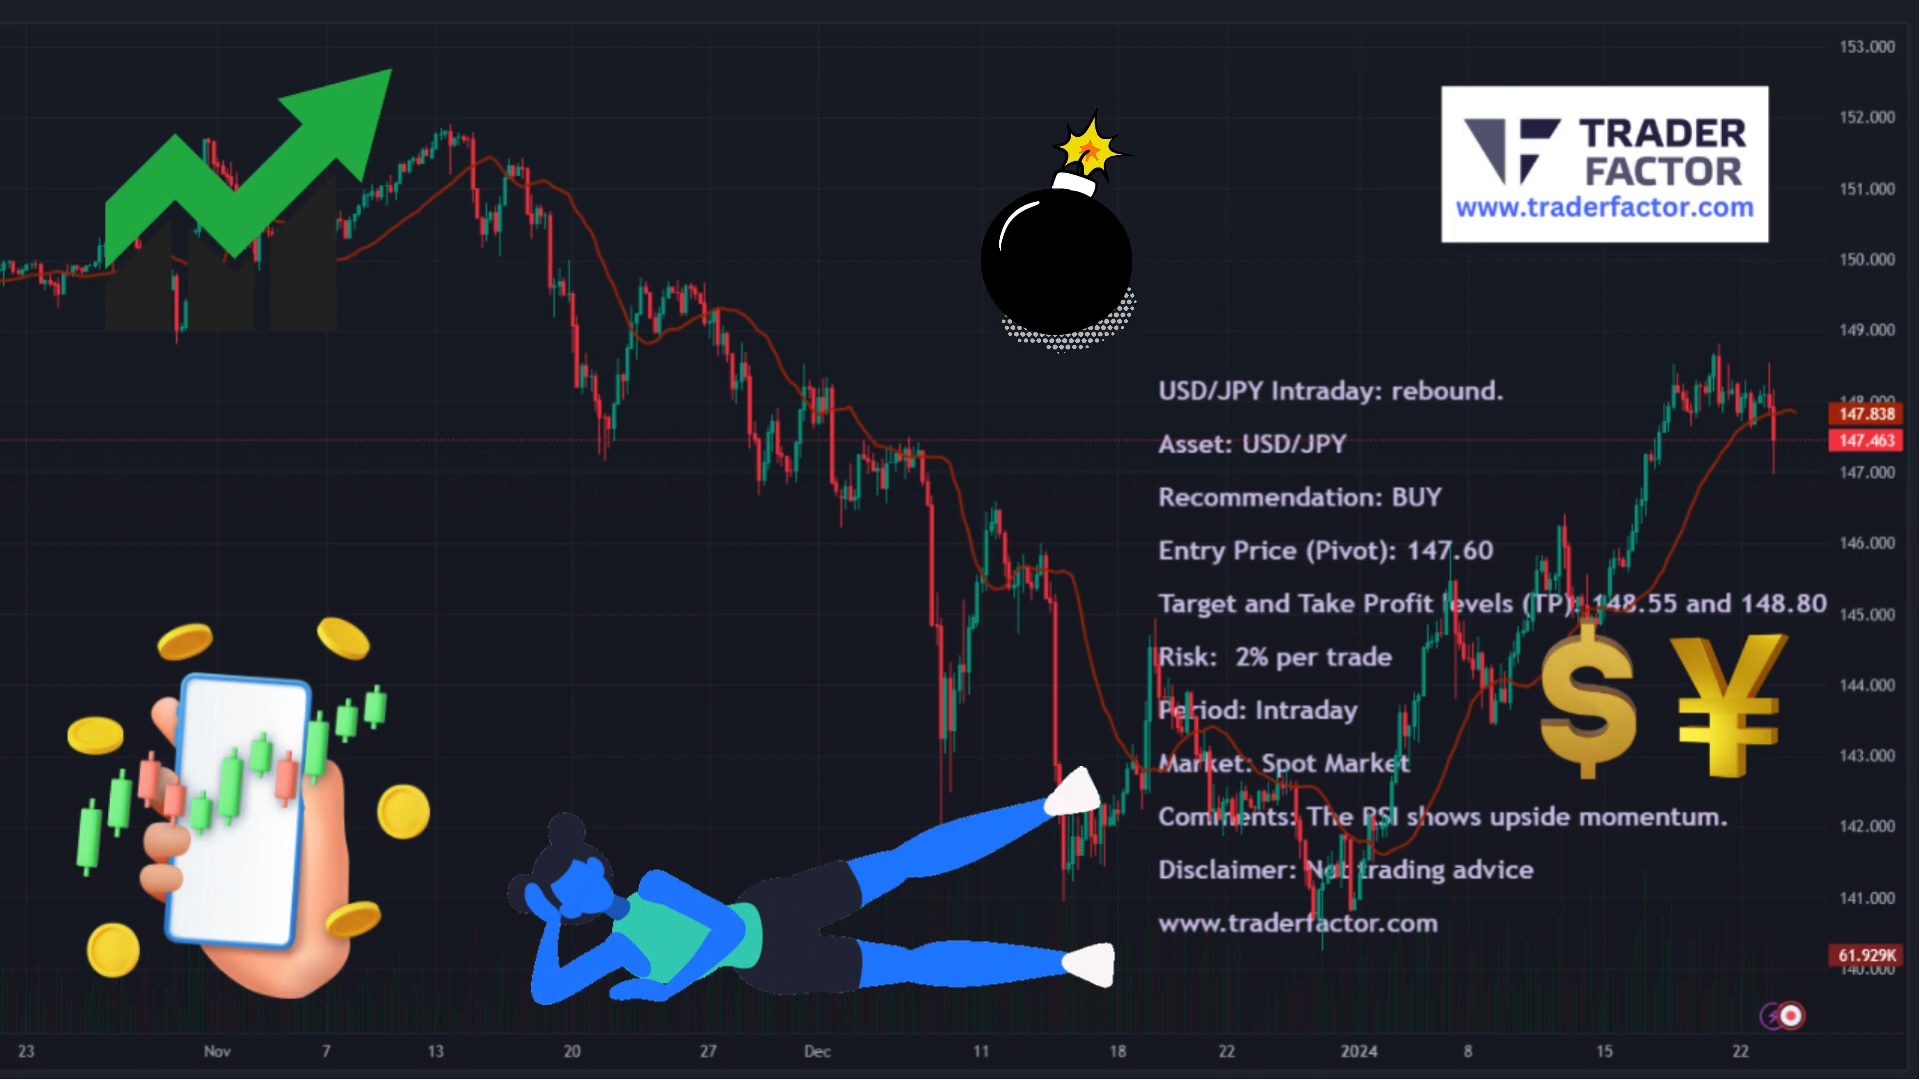 153.000
152.000
TRADER
FACTOR
www.traderfactor.com
151.000
150.000
149.000
USD/JPY Intraday: rebound.
148.000
147.838
Asset: USD/JPY
147.463
147.000
Recommendation: BUY
Entry Price (Pivot): 147.60
146.000
Target and Take Profit levels (TP): 148.55 and 148.80
145.000
Risk: 2% per trade
144.000
Period: Intraday
143.000
Market: Spot Market
Comments: The RSI shows upside momentum.
142.000
Disclaimer: Not trading advice
141.000
www.traderfactor.com
61.929K
140.000
23 Nov 7 13 20 27 Dec 11 18 22 2024 8 15 22